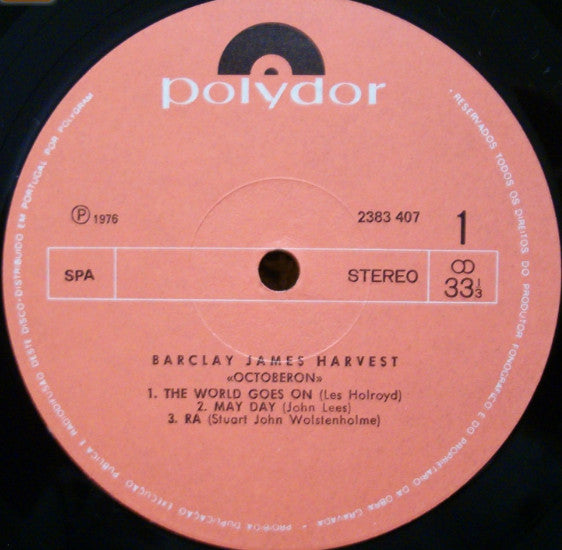 polydor
℗ 1976
2383 407
1
SPA
STEREO
33 1/3
BARCLAY JAMES HARVEST
«OCTOBERON»
1. THE WORLD GOES ON (Les Holroyd)
2. MAY DAY (John Lees)
3. RA (Stuart John Wolstenholme)
• RESERVADOS TODOS OS DIREITOS DO PRODUTOR FONOGRÁFICO E DO PROPRIETÁRIO DA OBRA GRAVADA • PROIBIDA DUPLICAÇÃO EXECUÇÃO PÚBLICA E RADIODIFUSÃO DESTE DISCO • DISTRIBUIDO EM PORTUGAL POR POLYGRAM